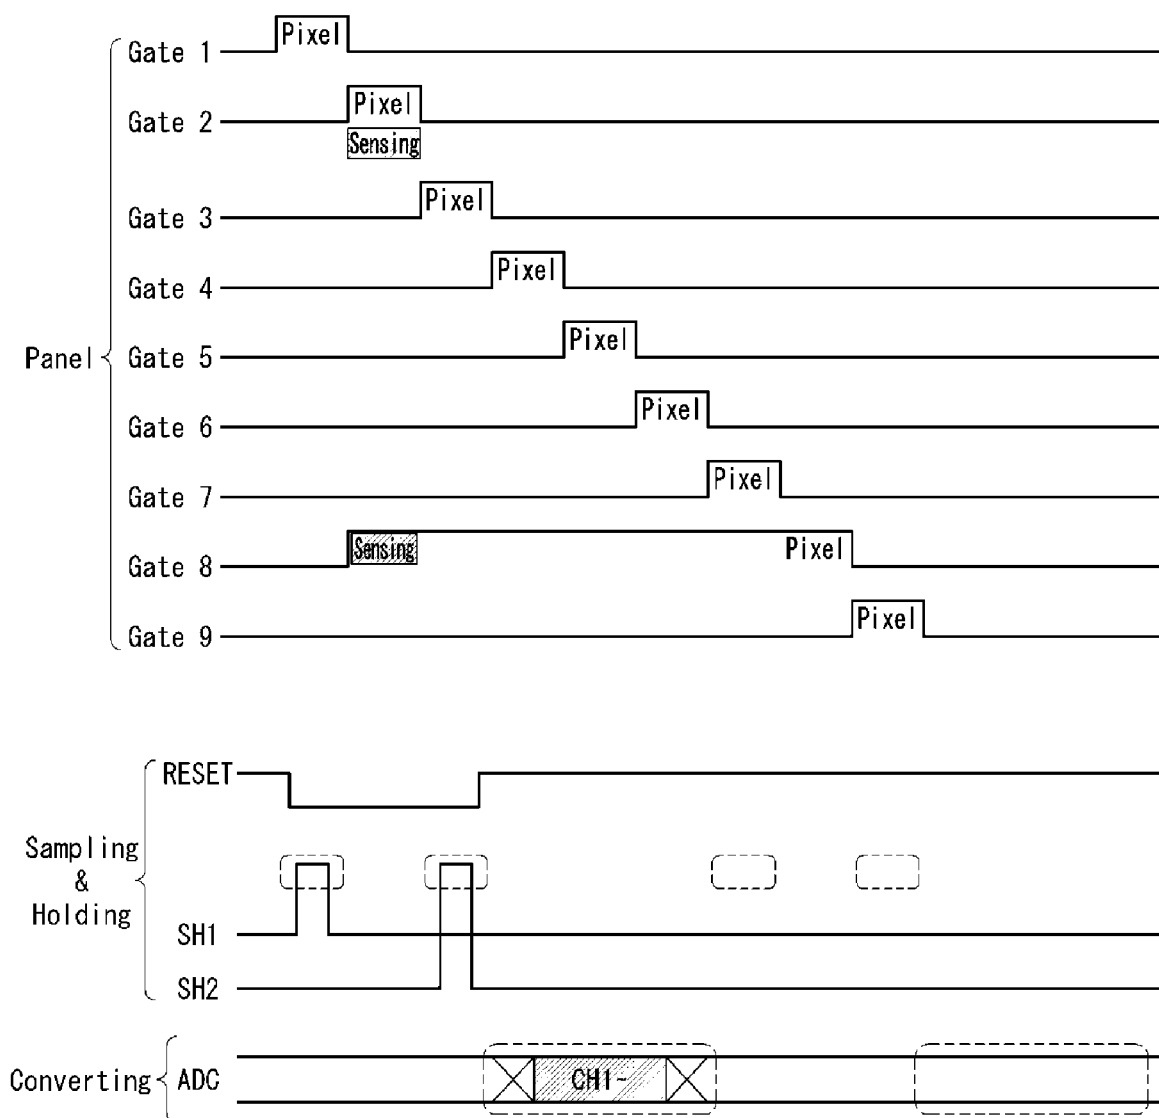 Gate 1
Pixel
Gate 2
Pixel
Sensing
Gate 3
Pixel
Gate 4
Pixel
Panel
Gate 5
Pixel
Gate 6
Pixel
Gate 7
Pixel
Gate 8
Sensing
Pixel
Gate 9
Pixel
RESET
Sampling
&
Holding
SH1
SH2
Converting
ADC
CH1~